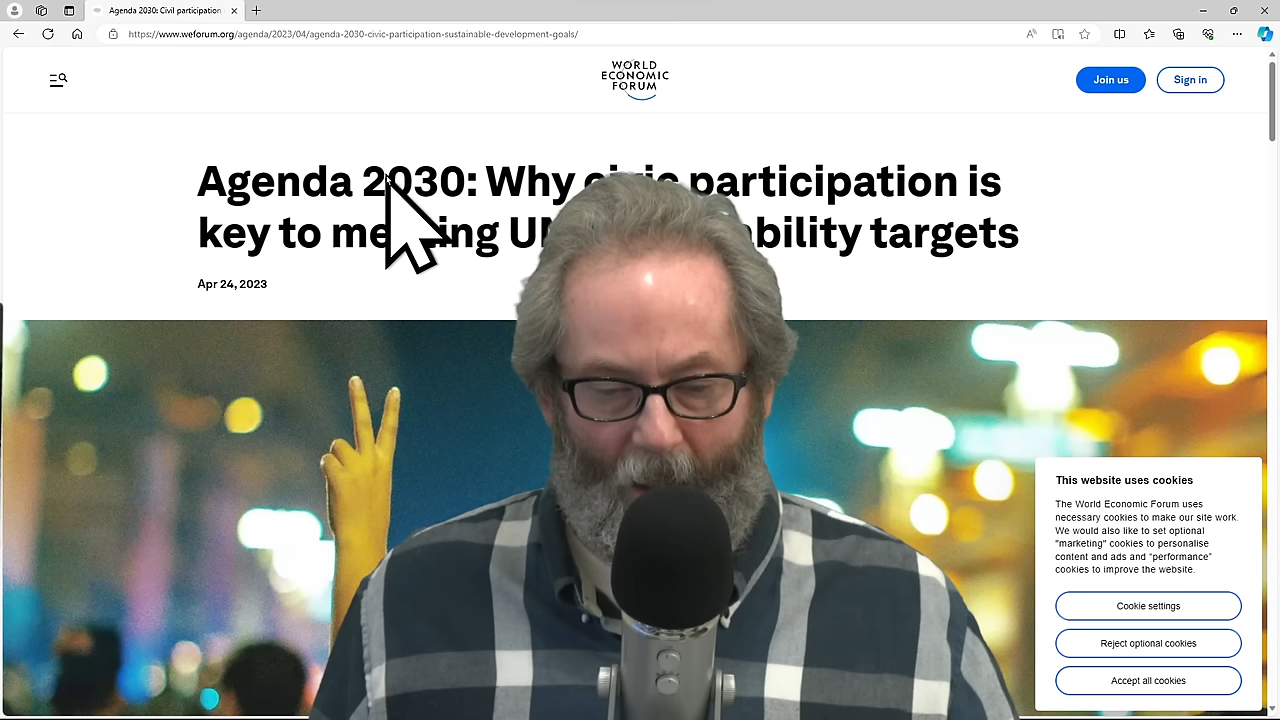 Agenda 2030: Civil participation
https://www.weforum.org/agenda/2023/04/agenda-2030-civic-participation-sustainable-development-goals/
WORLD
ECONOMIC
FORUM
Join us
Sign in
Agenda 2030: Why civic participation is
key to meeting targets
Apr 24, 2023
This website uses cookies
The World Economic Forum uses
necessary cookies to make our site work.
We would also like to set optional
"marketing" cookies to personalise
content and ads and "performance"
cookies to improve the website.
Cookie settings
Reject optional cookies
Accept all cookies